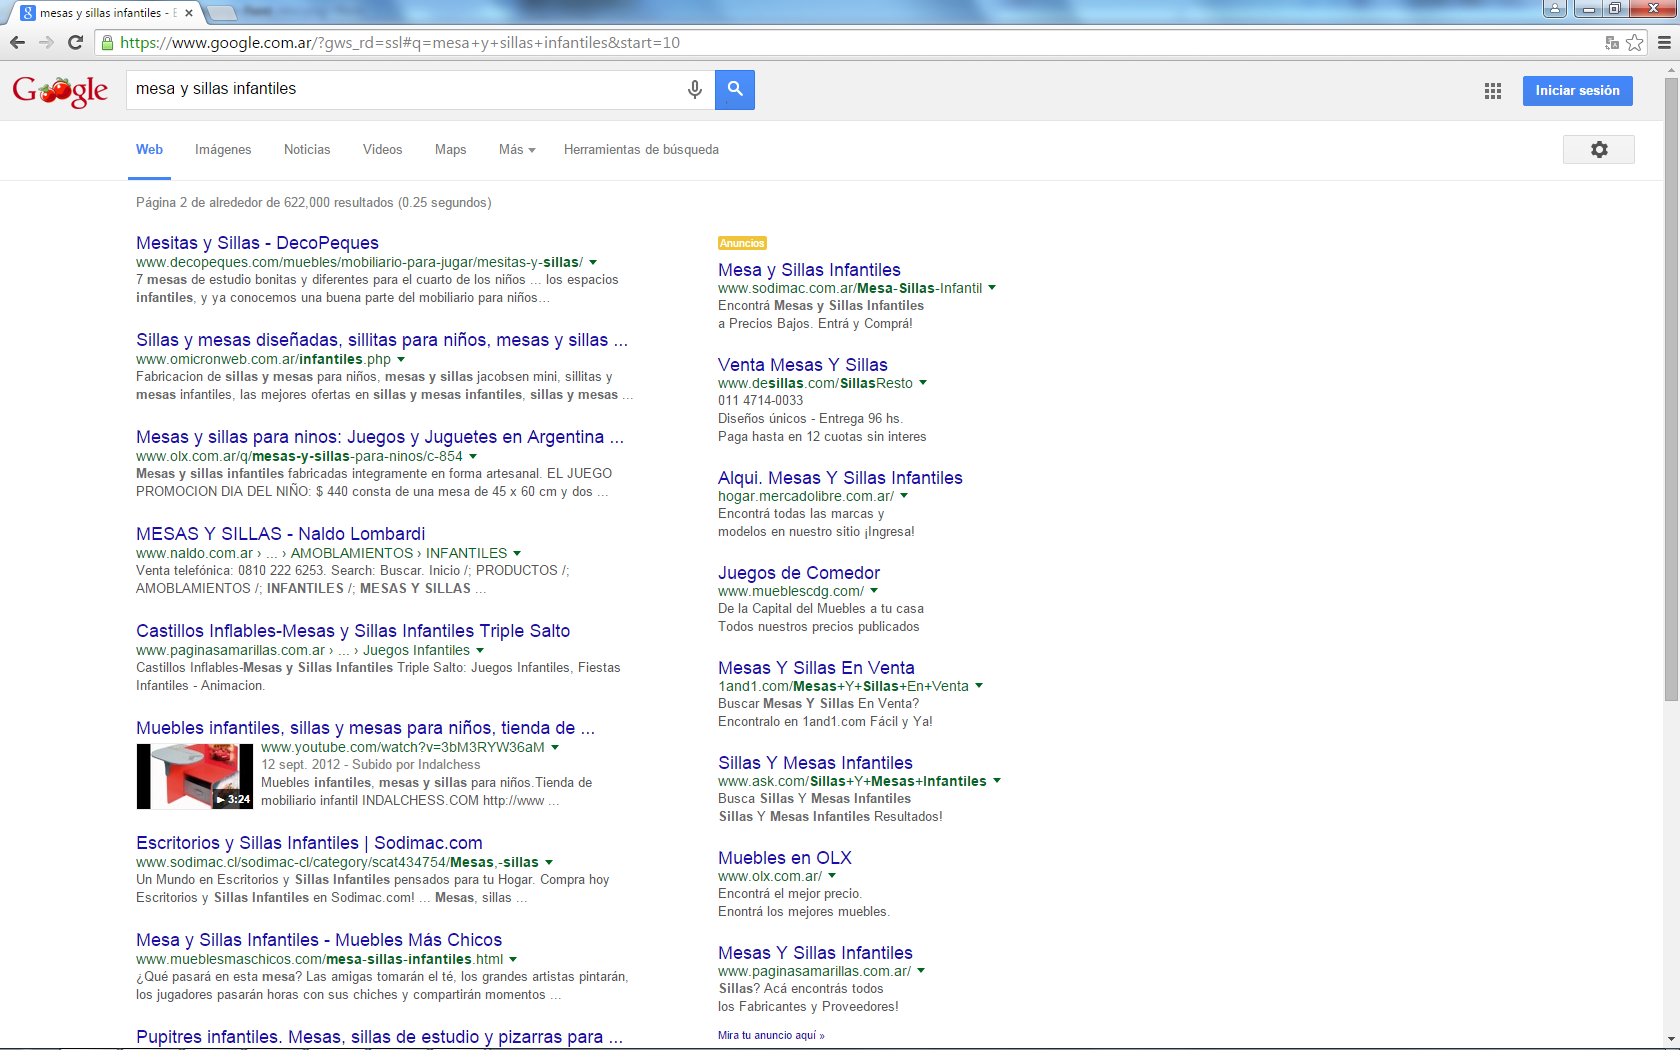 mesas y sillas infantiles -
https://www.google.com.ar/?gws_rd=ssl#q=mesa+y+sillas+infantiles&start=10
Google
mesa y sillas infantiles
Iniciar sesión
Web Imágenes Noticias Videos Maps Más Herramientas de búsqueda
Página 2 de alrededor de 622,000 resultados (0.25 segundos)
Mesitas y Sillas - DecoPeques
www.decopeques.com/muebles/mobiliario-para-jugar/mesitas-y-sillas/
7 mesas de estudio bonitas y diferentes para el cuarto de los niños ... los espacios
infantiles, y ya conocemos una buena parte del mobiliario para niños...
Sillas y mesas diseñadas, sillitas para niños, mesas y sillas ...
www.omicronweb.com.ar/infantiles.php
Fabricacion de sillas y mesas para niños, mesas y sillas jacobsen mini, sillitas y
mesas infantiles, las mejores ofertas en sillas y mesas infantiles, sillas y mesas ...
Mesas y sillas para ninos: Juegos y Juguetes en Argentina ...
www.olx.com.ar/q/mesas-y-sillas-para-ninos/c-854
Mesas y sillas infantiles fabricadas integramente en forma artesanal. EL JUEGO
PROMOCION DIA DEL NIÑO: $ 440 consta de una mesa de 45 x 60 cm y dos ...
MESAS Y SILLAS - Naldo Lombardi
www.naldo.com.ar › ... › AMOBLAMIENTOS › INFANTILES
Venta telefónica: 0810 222 6253. Search: Buscar. Inicio /; PRODUCTOS /;
AMOBLAMIENTOS /; INFANTILES /; MESAS Y SILLAS ...
Castillos Inflables-Mesas y Sillas Infantiles Triple Salto
www.paginasamarillas.com.ar › ... › Juegos Infantiles
Castillos Inflables-Mesas y Sillas Infantiles Triple Salto: Juegos Infantiles, Fiestas
Infantiles - Animacion.
Muebles infantiles, sillas y mesas para niños, tienda de ...
www.youtube.com/watch?v=3bM3RYW36aM
12 sept. 2012 - Subido por Indalchess
Muebles infantiles, mesas y sillas para niños.Tienda de
mobiliario infantil INDALCHESS.COM http://www ...
3:24
Escritorios y Sillas Infantiles | Sodimac.com
www.sodimac.cl/sodimac-cl/category/scat434754/Mesas,-sillas
Un Mundo en Escritorios y Sillas Infantiles pensados para tu Hogar. Compra hoy
Escritorios y Sillas Infantiles en Sodimac.com! ... Mesas, sillas ...
Mesa y Sillas Infantiles - Muebles Más Chicos
www.mueblesmaschicos.com/mesa-sillas-infantiles.html
¿Qué pasará en esta mesa? Las amigas tomarán el té, los grandes artistas pintarán,
los jugadores pasarán horas con sus chiches y compartirán momentos ...
Pupitres infantiles. Mesas, sillas de estudio y pizarras para ...
Anuncios
Mesa y Sillas Infantiles
www.sodimac.com.ar/Mesa-Sillas-Infantil
Encontrá Mesas y Sillas Infantiles
a Precios Bajos. Entrá y Comprá!
Venta Mesas Y Sillas
www.desillas.com/SillasResto
011 4714-0033
Diseños únicos - Entrega 96 hs.
Paga hasta en 12 cuotas sin interes
Alqui. Mesas Y Sillas Infantiles
hogar.mercadolibre.com.ar/
Encontrá todas las marcas y
modelos en nuestro sitio ¡Ingresa!
Juegos de Comedor
www.mueblescdg.com/
De la Capital del Muebles a tu casa
Todos nuestros precios publicados
Mesas Y Sillas En Venta
1and1.com/Mesas+Y+Sillas+En+Venta
Buscar Mesas Y Sillas En Venta?
Encontralo en 1and1.com Fácil y Ya!
Sillas Y Mesas Infantiles
www.ask.com/Sillas+Y+Mesas+Infantiles
Busca Sillas Y Mesas Infantiles
Sillas Y Mesas Infantiles Resultados!
Muebles en OLX
www.olx.com.ar/
Encontrá el mejor precio.
Enontrá los mejores muebles.
Mesas Y Sillas Infantiles
www.paginasamarillas.com.ar/
Sillas? Acá encontrás todos
los Fabricantes y Proveedores!
Mira tu anuncio aquí »